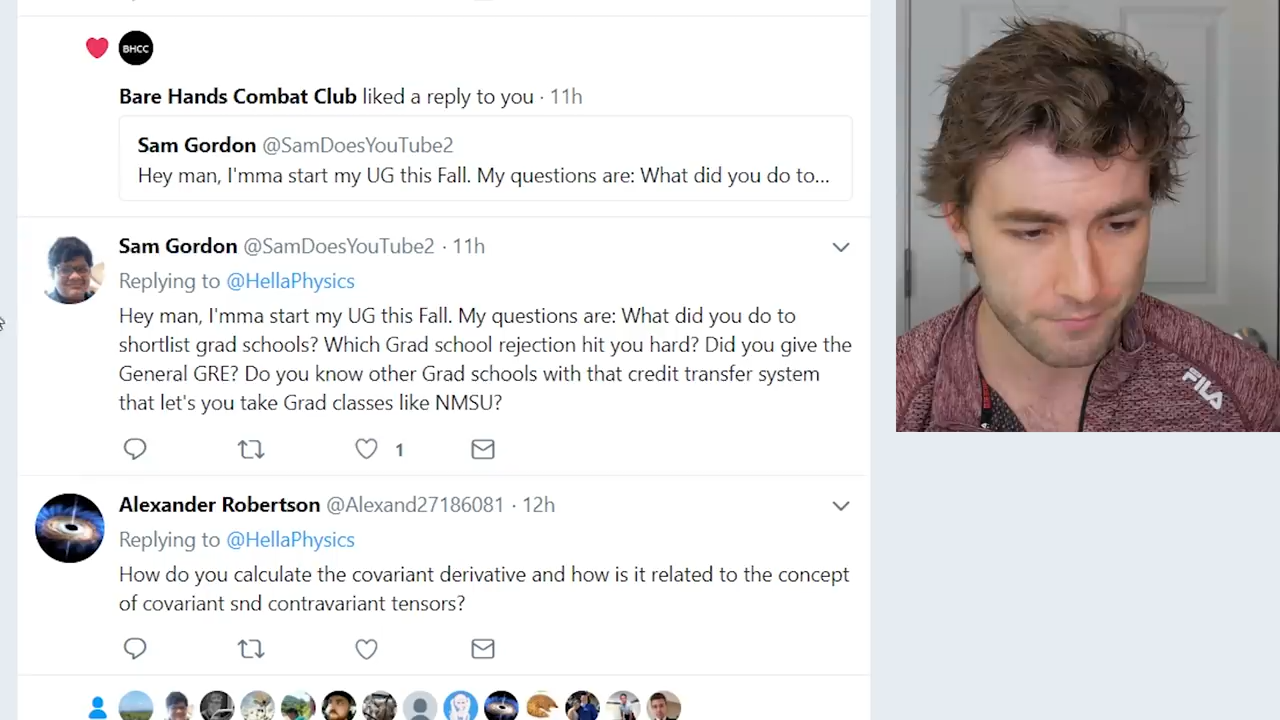 BHCC
Bare Hands Combat Club liked a reply to you · 11h
Sam Gordon @SamDoesYouTube2
Hey man, I'mma start my UG this Fall. My questions are: What did you do to...
Sam Gordon @SamDoesYouTube2 · 11h
Replying to @HellaPhysics
Hey man, I'mma start my UG this Fall. My questions are: What did you do to
shortlist grad schools? Which Grad school rejection hit you hard? Did you give the
General GRE? Do you know other Grad schools with that credit transfer system
that let's you take Grad classes like NMSU?
1
Alexander Robertson @Alexand27186081 · 12h
Replying to @HellaPhysics
How do you calculate the covariant derivative and how is it related to the concept
of covariant snd contravariant tensors?
FILA